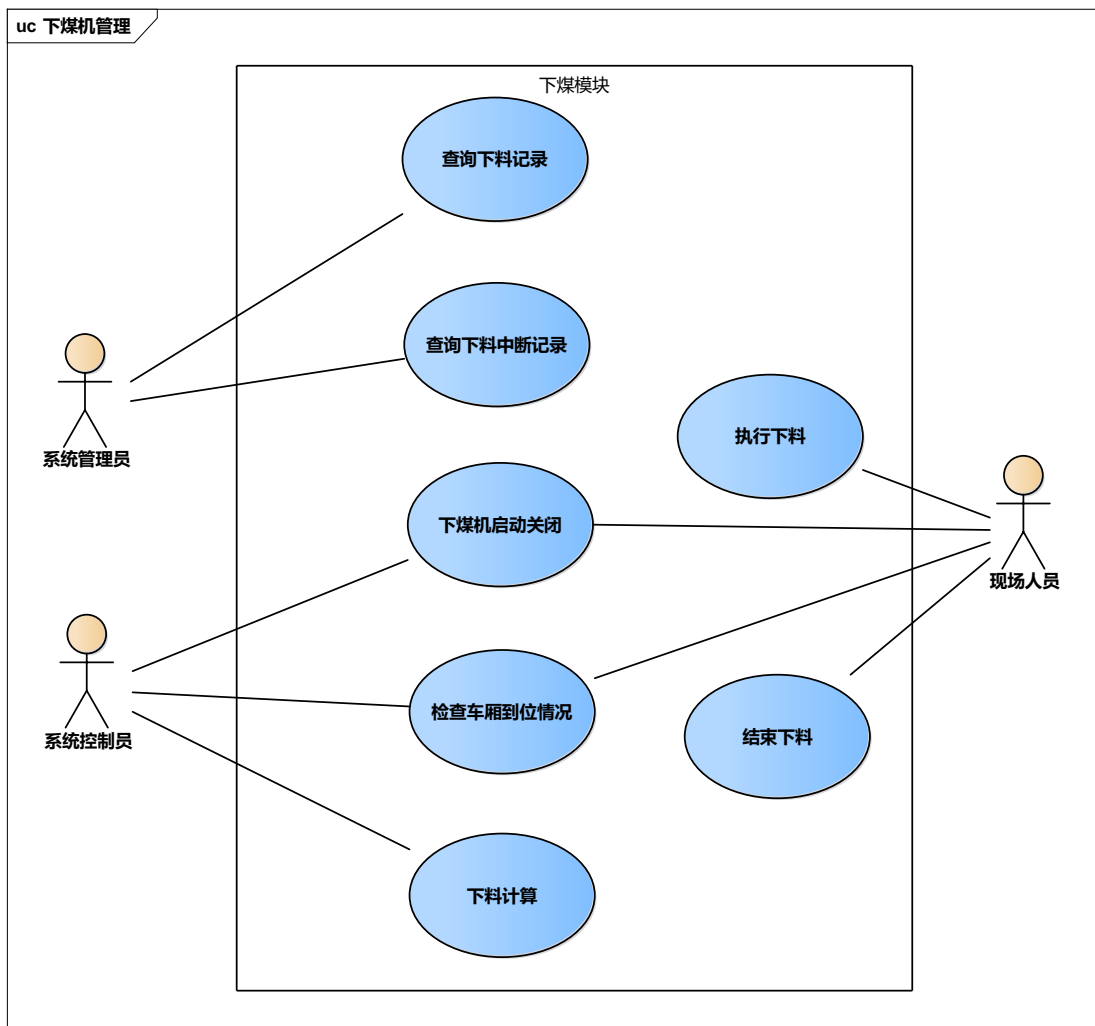 uc 下煤机管理
下煤模块
查询下料记录
查询下料中断记录
执行下料
系统管理员
下煤机启动关闭
现场人员
检查车厢到位情况
结束下料
系统控制员
下料计算